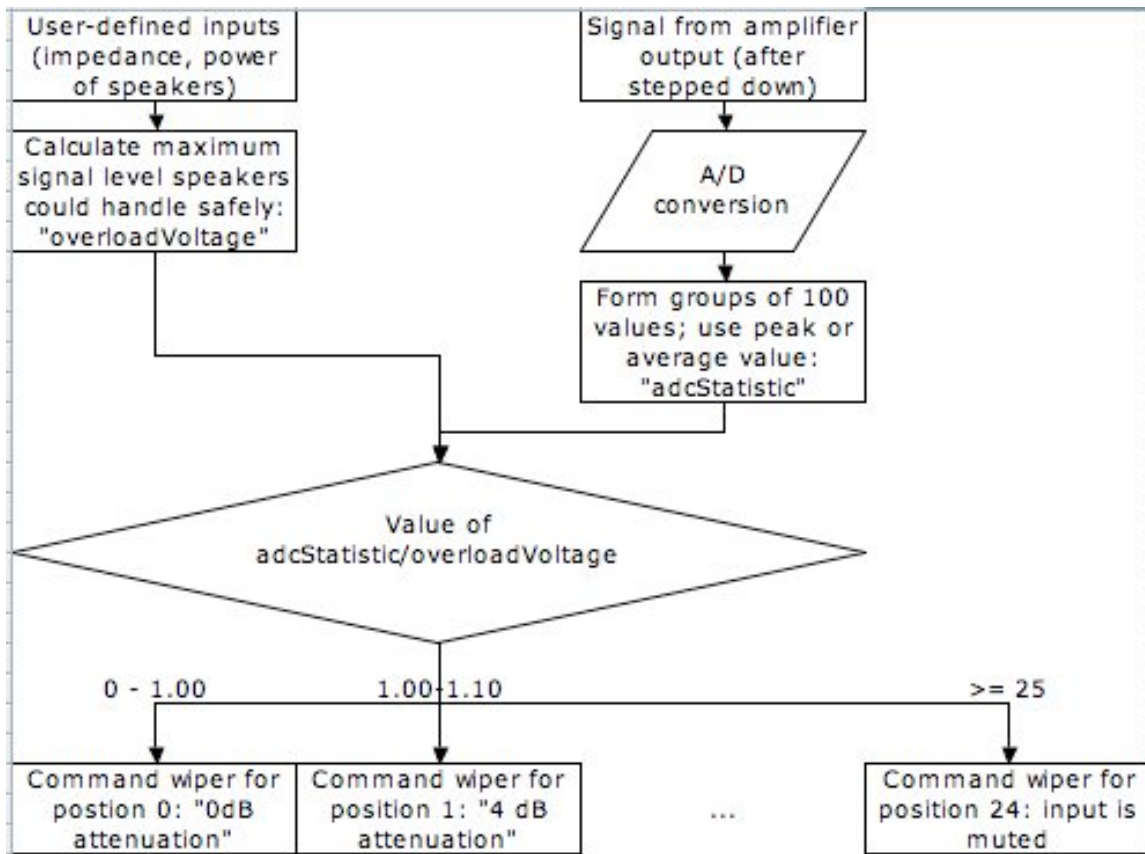 User-defined inputs
(impedance, power
of speakers)
Signal from amplifier
output (after
stepped down)
Calculate maximum
signal level speakers
could handle safely:
"overloadVoltage"
A/D
conversion
Form groups of 100
values; use peak or
average value:
"adcStatistic"
Value of
adcStatistic/overloadVoltage
0 - 1.00
1.00-1.10
>= 25
Command wiper for
postion 0: "0dB
attenuation"
Command wiper for
position 1: "4 dB
attenuation"
...
Command wiper for
position 24: input is
muted